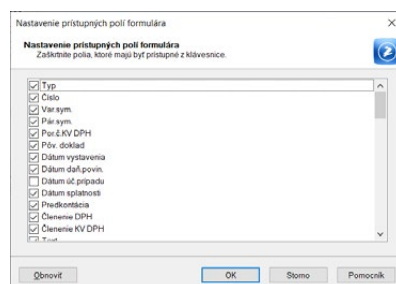 Nastavenie prístupných polí formulára
Nastavenie prístupných polí formulára
Zaškrtnite polia, ktoré majú byť prístupné z klávesnice.
Typ
Číslo
Var.sym.
Pár.sym.
Por.č.KV DPH
Pôv. doklad
Dátum vystavenia
Dátum daň.povin.
Dátum úč.prípadu
Dátum splatnosti
Predkontácia
Členenie DPH
Členenie KV DPH
Text
Obnoviť
OK
Storno
Pomocník